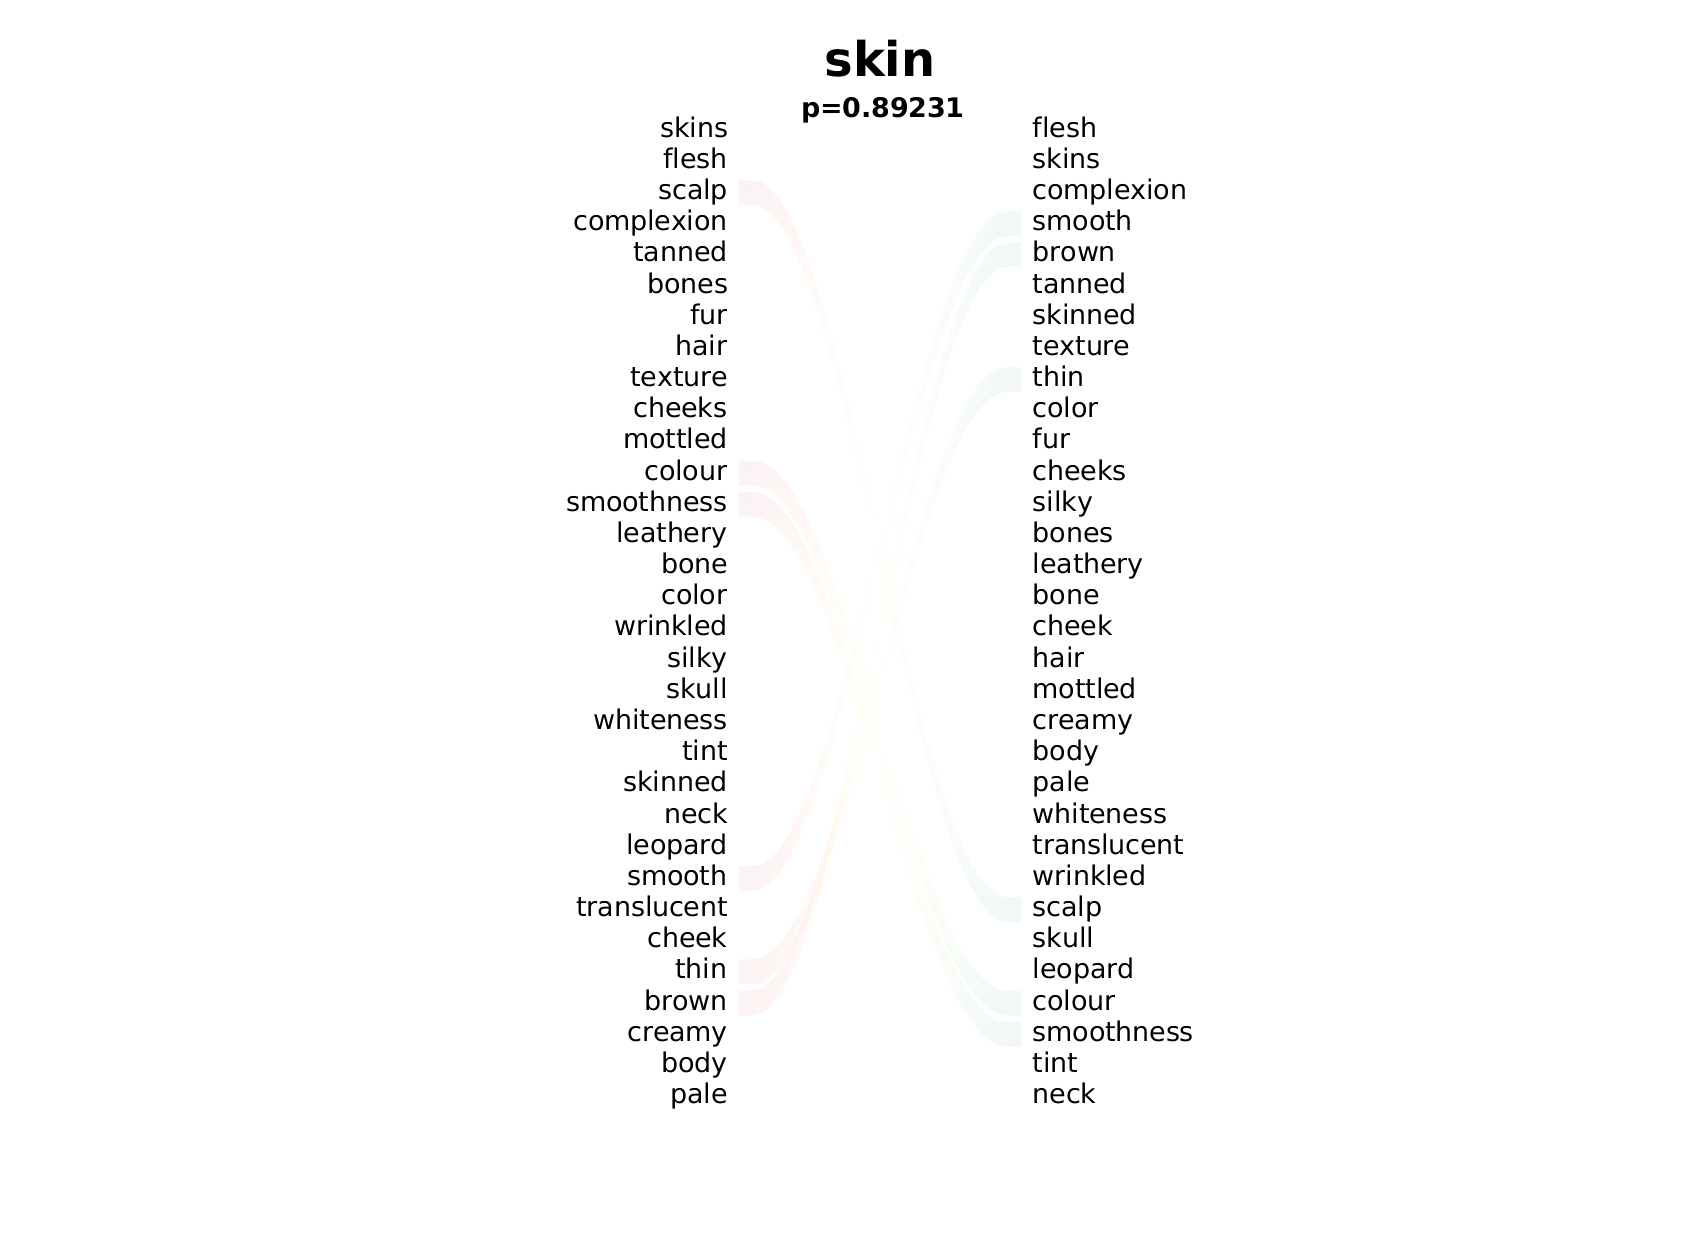 skin
p=0.89231
skins
flesh
scalp
complexion
tanned
bones
fur
hair
texture
cheeks
mottled
colour
smoothness
leathery
bone
color
wrinkled
silky
skull
whiteness
tint
skinned
neck
leopard
smooth
translucent
cheek
thin
brown
creamy
body
pale
flesh
skins
complexion
smooth
brown
tanned
skinned
texture
thin
color
fur
cheeks
silky
bones
leathery
bone
cheek
hair
mottled
creamy
body
pale
whiteness
translucent
wrinkled
scalp
skull
leopard
colour
smoothness
tint
neck